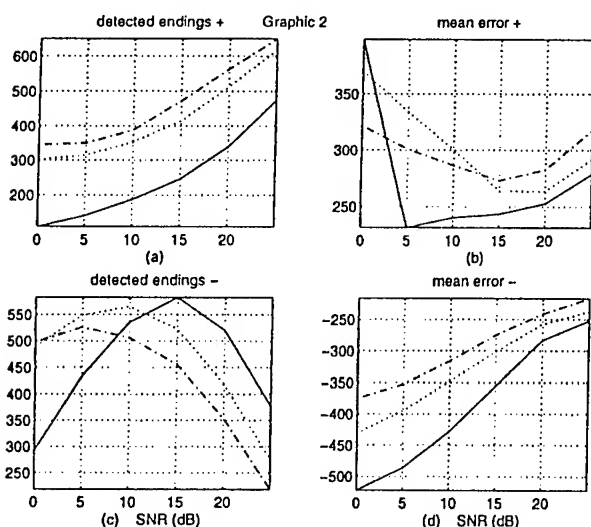 detected endings + Graphic 2 mean error +
600
500
400
300
200
0 5 10 15 20
(a)
350
300
250
0 5 10 15 20
(b)
detected endings −
550
500
450
400
350
300
250
0 5 10 15 20
(c) SNR (dB)
mean error −
−250
−300
−350
−400
−450
−500
0 5 10 15 20
(d) SNR (dB)